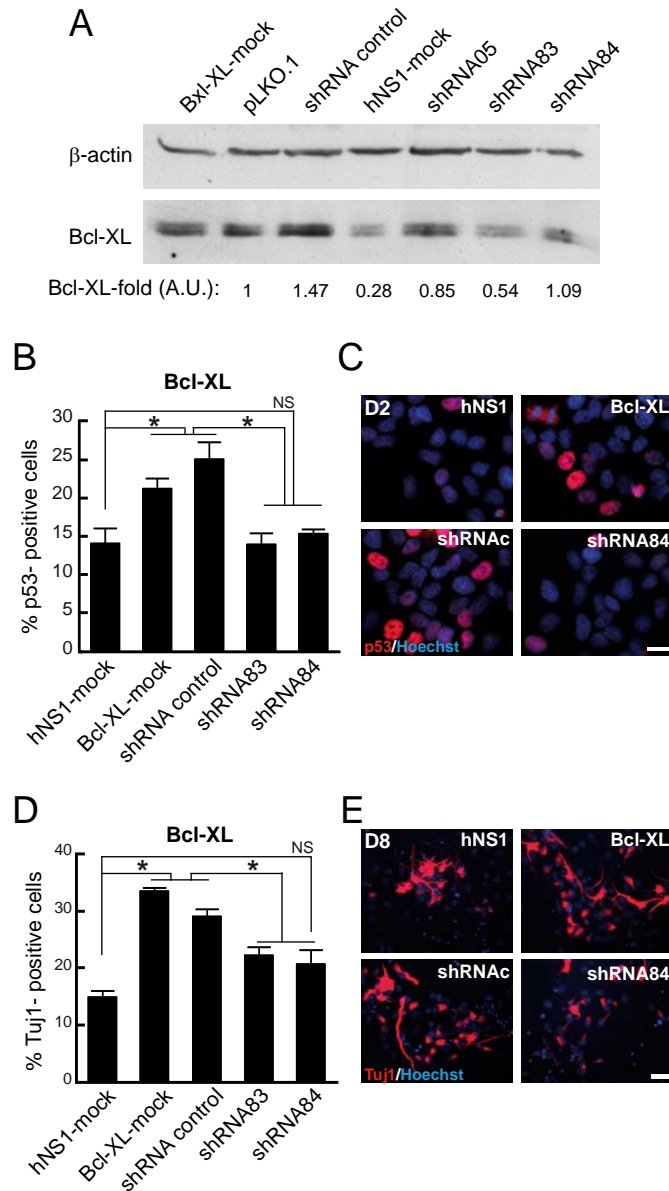 A
Bxl-XL-mock
pLKO.1
shRNA control
hNS1-mock
shRNA05
shRNA83
shRNA84
β-actin
Bcl-XL
Bcl-XL-fold (A.U.): 1 1.47 0.28 0.85 0.54 1.09
B
Bcl-XL
NS
* *
30
25
20
15
10
5
0
% p53- positive cells
hNS1-mock
Bcl-XL-mock
shRNA control
shRNA83
shRNA84
C
D2 hNS1
Bcl-XL
shRNAc
p53/Hoechst
shRNA84
D
Bcl-XL
NS
* *
40
30
20
10
0
% Tuj1- positive cells
hNS1-mock
Bcl-XL-mock
shRNA control
shRNA83
shRNA84
E
D8 hNS1
Bcl-XL
shRNAc
Tuj1/Hoechst
shRNA84